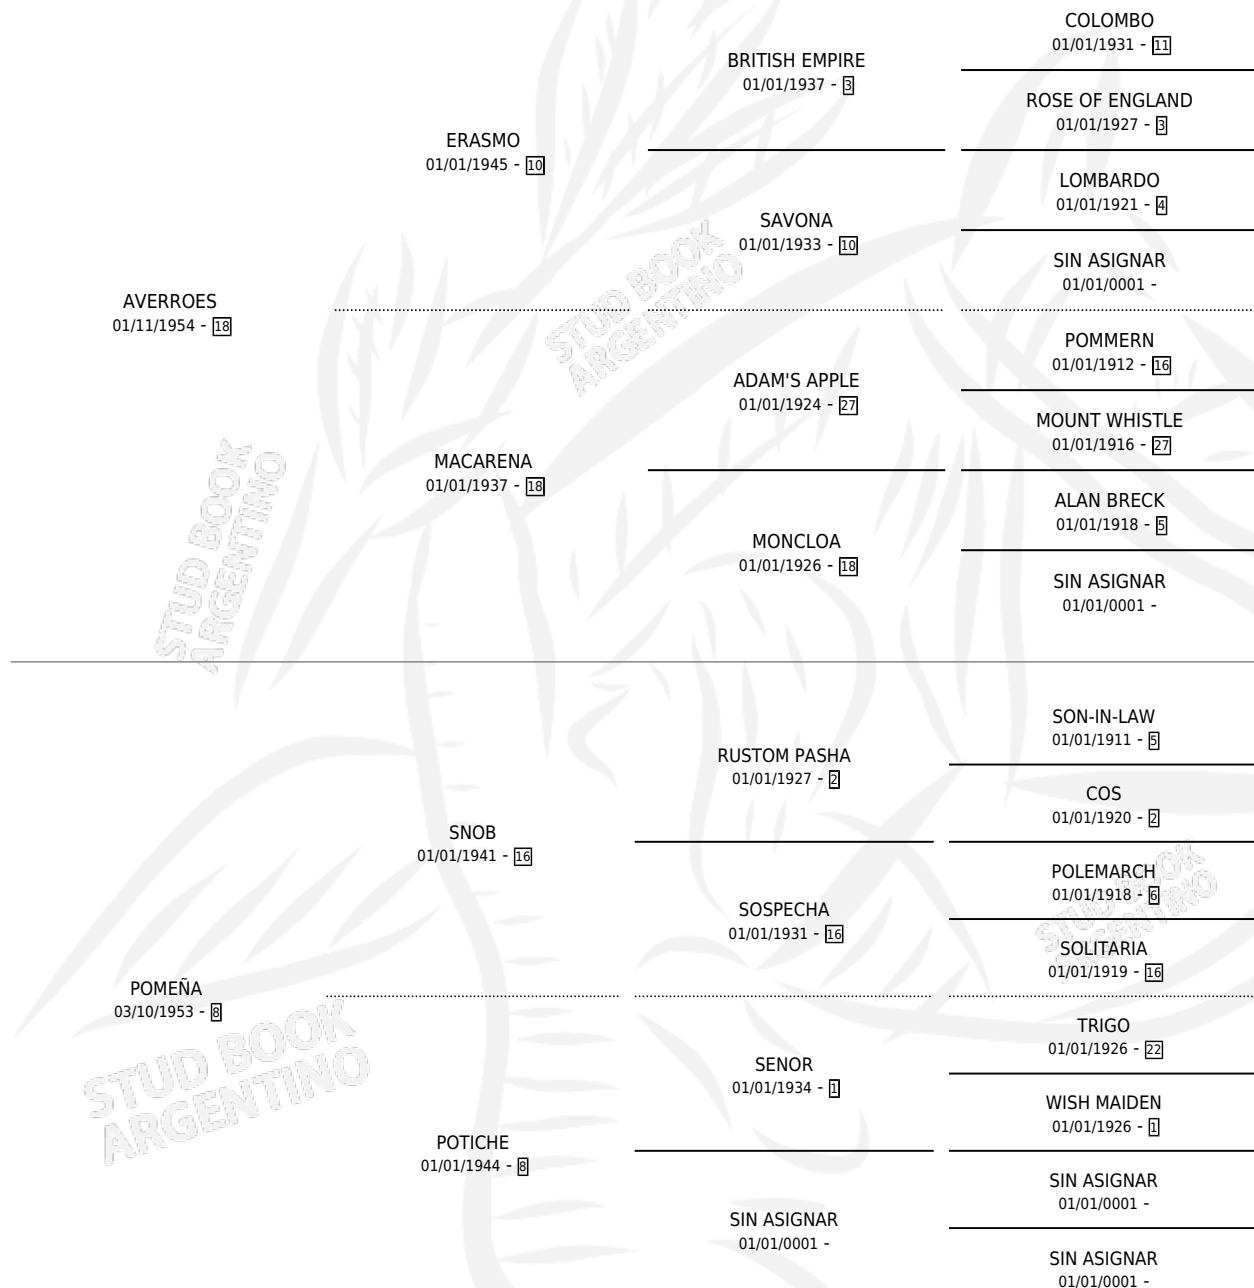 COLOMBO
01/01/1931 - 11
BRITISH EMPIRE
01/01/1937 - 3
ROSE OF ENGLAND
01/01/1927 - 3
ERASMO
01/01/1945 - 10
LOMBARDO
01/01/1921 - 4
SAVONA
01/01/1933 - 10
SIN ASIGNAR
01/01/0001 -
AVERROES
01/11/1954 - 18
POMMERN
01/01/1912 - 16
ADAM'S APPLE
01/01/1924 - 27
MOUNT WHISTLE
01/01/1916 - 27
MACARENA
01/01/1937 - 18
ALAN BRECK
01/01/1918 - 5
MONCLOA
01/01/1926 - 18
SIN ASIGNAR
01/01/0001 -
SON-IN-LAW
01/01/1911 - 5
RUSTOM PASHA
01/01/1927 - 2
COS
01/01/1920 - 2
SNOB
01/01/1941 - 16
POLEMARCH
01/01/1918 - 6
SOSPECHA
01/01/1931 - 16
SOLITARIA
01/01/1919 - 16
POMEÑA
03/10/1953 - 8
TRIGO
01/01/1926 - 22
SENOR
01/01/1934 - 1
WISH MAIDEN
01/01/1926 - 1
POTICHE
01/01/1944 - 8
SIN ASIGNAR
01/01/0001 -
SIN ASIGNAR
01/01/0001 -
SIN ASIGNAR
01/01/0001 -
STUD BOOK
ARGENTINO
STUD BOOK
ARGENTINO
STUD BOOK
ARGENTINO
STUD BOOK
ARGENTINO